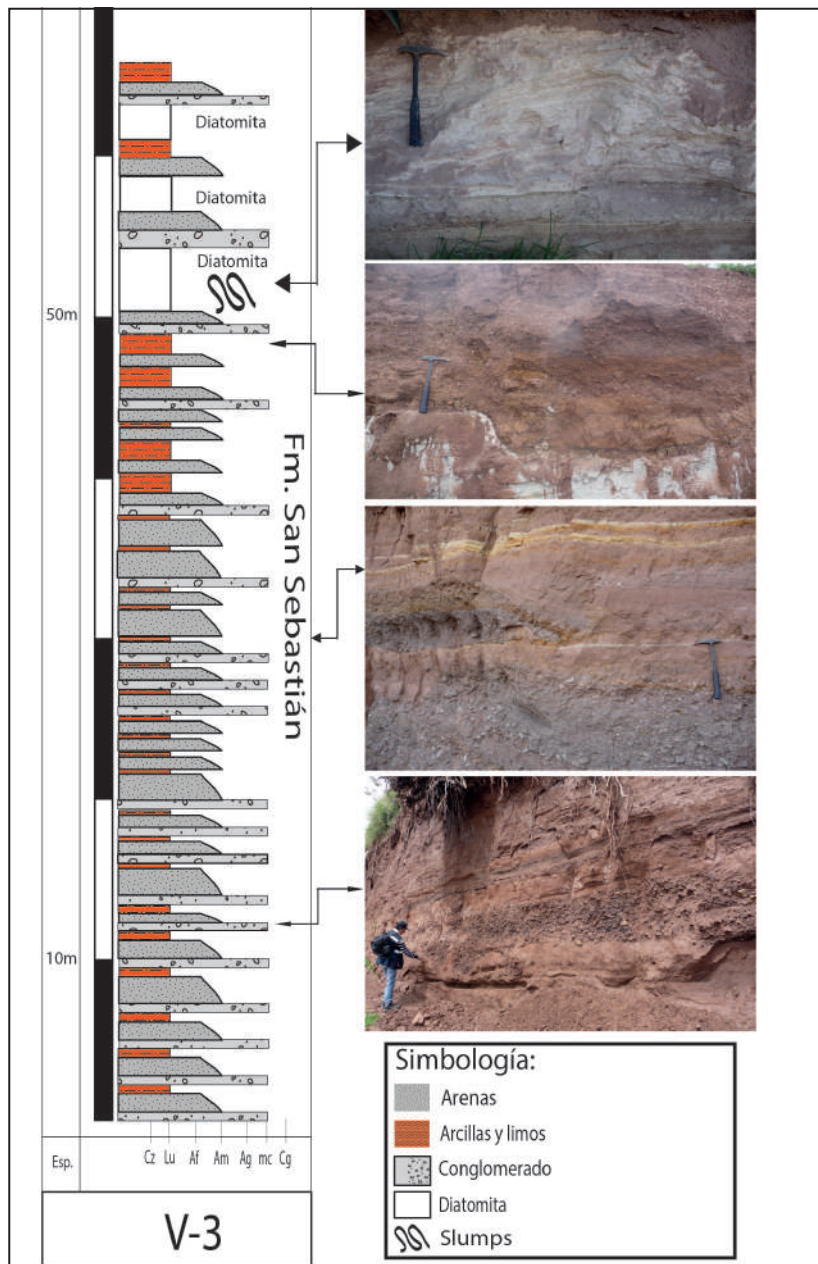 Diatomita
Diatomita
Diatomita
50m
Fm. San Sebastián
10m
Esp.
Cz Lu Af Am Ag mc Cg
V-3
Simbología:
Arenas
Arcillas y limos
Conglomerado
Diatomita
Slumps